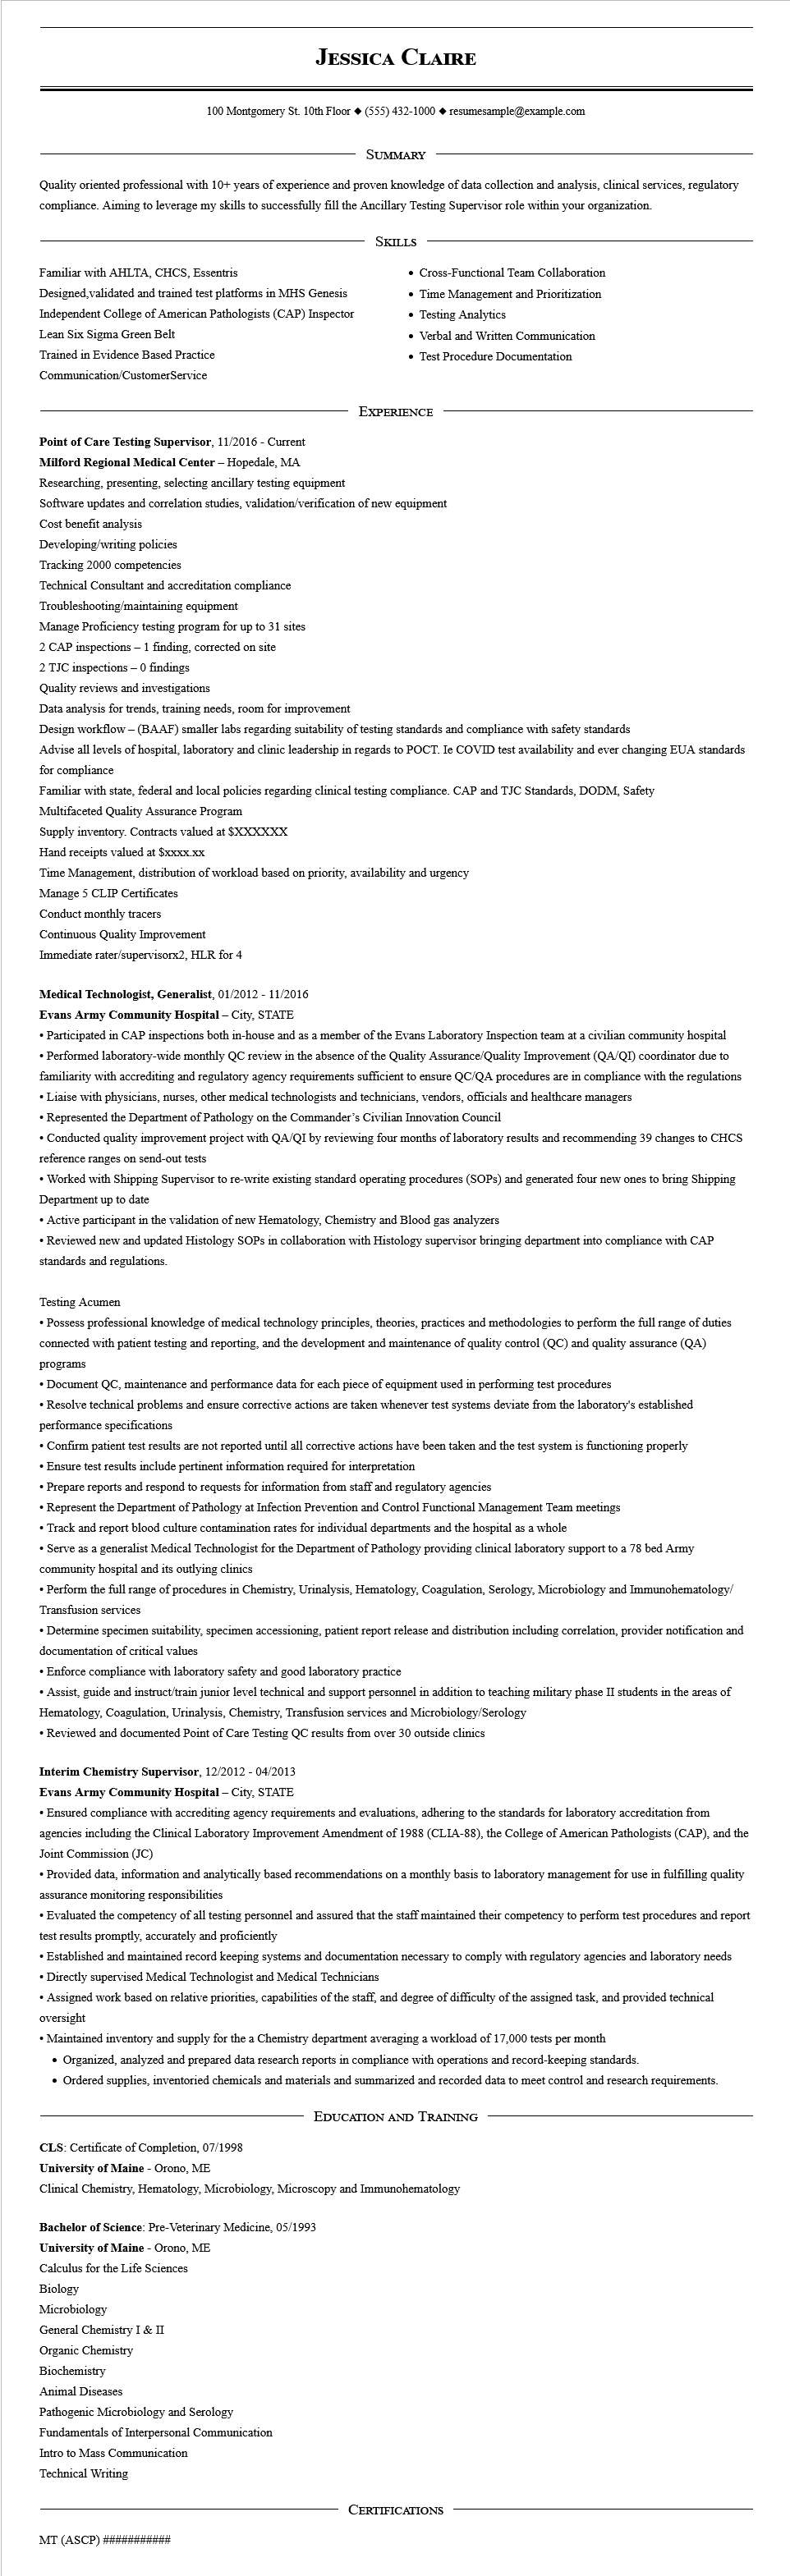 Jessica Claire
100 Montgomery St. 10th Floor ◆ (555) 432-1000 ◆ resumesample@example.com
Summary
Quality oriented professional with 10+ years of experience and proven knowledge of data collection and analysis, clinical services, regulatory
compliance. Aiming to leverage my skills to successfully fill the Ancillary Testing Supervisor role within your organization.
Skills
Familiar with AHLTA, CHCS, Essentris
Designed,validated and trained test platforms in MHS Genesis
Independent College of American Pathologists (CAP) Inspector
Lean Six Sigma Green Belt
Trained in Evidence Based Practice
Communication/CustomerService
• Cross-Functional Team Collaboration
• Time Management and Prioritization
• Testing Analytics
• Verbal and Written Communication
• Test Procedure Documentation
Experience
Point of Care Testing Supervisor, 11/2016 - Current
Milford Regional Medical Center – Hopedale, MA
Researching, presenting, selecting ancillary testing equipment
Software updates and correlation studies, validation/verification of new equipment
Cost benefit analysis
Developing/writing policies
Tracking 2000 competencies
Technical Consultant and accreditation compliance
Troubleshooting/maintaining equipment
Manage Proficiency testing program for up to 31 sites
2 CAP inspections – 1 finding, corrected on site
2 TJC inspections – 0 findings
Quality reviews and investigations
Data analysis for trends, training needs, room for improvement
Design workflow – (BAAF) smaller labs regarding suitability of testing standards and compliance with safety standards
Advise all levels of hospital, laboratory and clinic leadership in regards to POCT. Ie COVID test availability and ever changing EUA standards
for compliance
Familiar with state, federal and local policies regarding clinical testing compliance. CAP and TJC Standards, DODM, Safety
Multifaceted Quality Assurance Program
Supply inventory. Contracts valued at $XXXXXX
Hand receipts valued at $xxxx.xx
Time Management, distribution of workload based on priority, availability and urgency
Manage 5 CLIP Certificates
Conduct monthly tracers
Continuous Quality Improvement
Immediate rater/supervisorx2, HLR for 4
Medical Technologist, Generalist, 01/2012 - 11/2016
Evans Army Community Hospital – City, STATE
• Participated in CAP inspections both in-house and as a member of the Evans Laboratory Inspection team at a civilian community hospital
• Performed laboratory-wide monthly QC review in the absence of the Quality Assurance/Quality Improvement (QA/QI) coordinator due to
familiarity with accrediting and regulatory agency requirements sufficient to ensure QC/QA procedures are in compliance with the regulations
• Liaise with physicians, nurses, other medical technologists and technicians, vendors, officials and healthcare managers
• Represented the Department of Pathology on the Commander’s Civilian Innovation Council
• Conducted quality improvement project with QA/QI by reviewing four months of laboratory results and recommending 39 changes to CHCS
reference ranges on send-out tests
• Worked with Shipping Supervisor to re-write existing standard operating procedures (SOPs) and generated four new ones to bring Shipping
Department up to date
• Active participant in the validation of new Hematology, Chemistry and Blood gas analyzers
• Reviewed new and updated Histology SOPs in collaboration with Histology supervisor bringing department into compliance with CAP
standards and regulations.
Testing Acumen
• Possess professional knowledge of medical technology principles, theories, practices and methodologies to perform the full range of duties
connected with patient testing and reporting, and the development and maintenance of quality control (QC) and quality assurance (QA)
programs
• Document QC, maintenance and performance data for each piece of equipment used in performing test procedures
• Resolve technical problems and ensure corrective actions are taken whenever test systems deviate from the laboratory's established
performance specifications
• Confirm patient test results are not reported until all corrective actions have been taken and the test system is functioning properly
• Ensure test results include pertinent information required for interpretation
• Prepare reports and respond to requests for information from staff and regulatory agencies
• Represent the Department of Pathology at Infection Prevention and Control Functional Management Team meetings
• Track and report blood culture contamination rates for individual departments and the hospital as a whole
• Serve as a generalist Medical Technologist for the Department of Pathology providing clinical laboratory support to a 78 bed Army
community hospital and its outlying clinics
• Perform the full range of procedures in Chemistry, Urinalysis, Hematology, Coagulation, Serology, Microbiology and Immunohematology/
Transfusion services
• Determine specimen suitability, specimen accessioning, patient report release and distribution including correlation, provider notification and
documentation of critical values
• Enforce compliance with laboratory safety and good laboratory practice
• Assist, guide and instruct/train junior level technical and support personnel in addition to teaching military phase II students in the areas of
Hematology, Coagulation, Urinalysis, Chemistry, Transfusion services and Microbiology/Serology
• Reviewed and documented Point of Care Testing QC results from over 30 outside clinics
Interim Chemistry Supervisor, 12/2012 - 04/2013
Evans Army Community Hospital – City, STATE
• Ensured compliance with accrediting agency requirements and evaluations, adhering to the standards for laboratory accreditation from
agencies including the Clinical Laboratory Improvement Amendment of 1988 (CLIA-88), the College of American Pathologists (CAP), and the
Joint Commission (JC)
• Provided data, information and analytically based recommendations on a monthly basis to laboratory management for use in fulfilling quality
assurance monitoring responsibilities
• Evaluated the competency of all testing personnel and assured that the staff maintained their competency to perform test procedures and report
test results promptly, accurately and proficiently
• Established and maintained record keeping systems and documentation necessary to comply with regulatory agencies and laboratory needs
• Directly supervised Medical Technologist and Medical Technicians
• Assigned work based on relative priorities, capabilities of the staff, and degree of difficulty of the assigned task, and provided technical
oversight
• Maintained inventory and supply for the a Chemistry department averaging a workload of 17,000 tests per month
• Organized, analyzed and prepared data research reports in compliance with operations and record-keeping standards.
• Ordered supplies, inventoried chemicals and materials and summarized and recorded data to meet control and research requirements.
Education and Training
CLS: Certificate of Completion, 07/1998
University of Maine - Orono, ME
Clinical Chemistry, Hematology, Microbiology, Microscopy and Immunohematology
Bachelor of Science: Pre-Veterinary Medicine, 05/1993
University of Maine - Orono, ME
Calculus for the Life Sciences
Biology
Microbiology
General Chemistry I & II
Organic Chemistry
Biochemistry
Animal Diseases
Pathogenic Microbiology and Serology
Fundamentals of Interpersonal Communication
Intro to Mass Communication
Technical Writing
Certifications
MT (ASCP) ###########